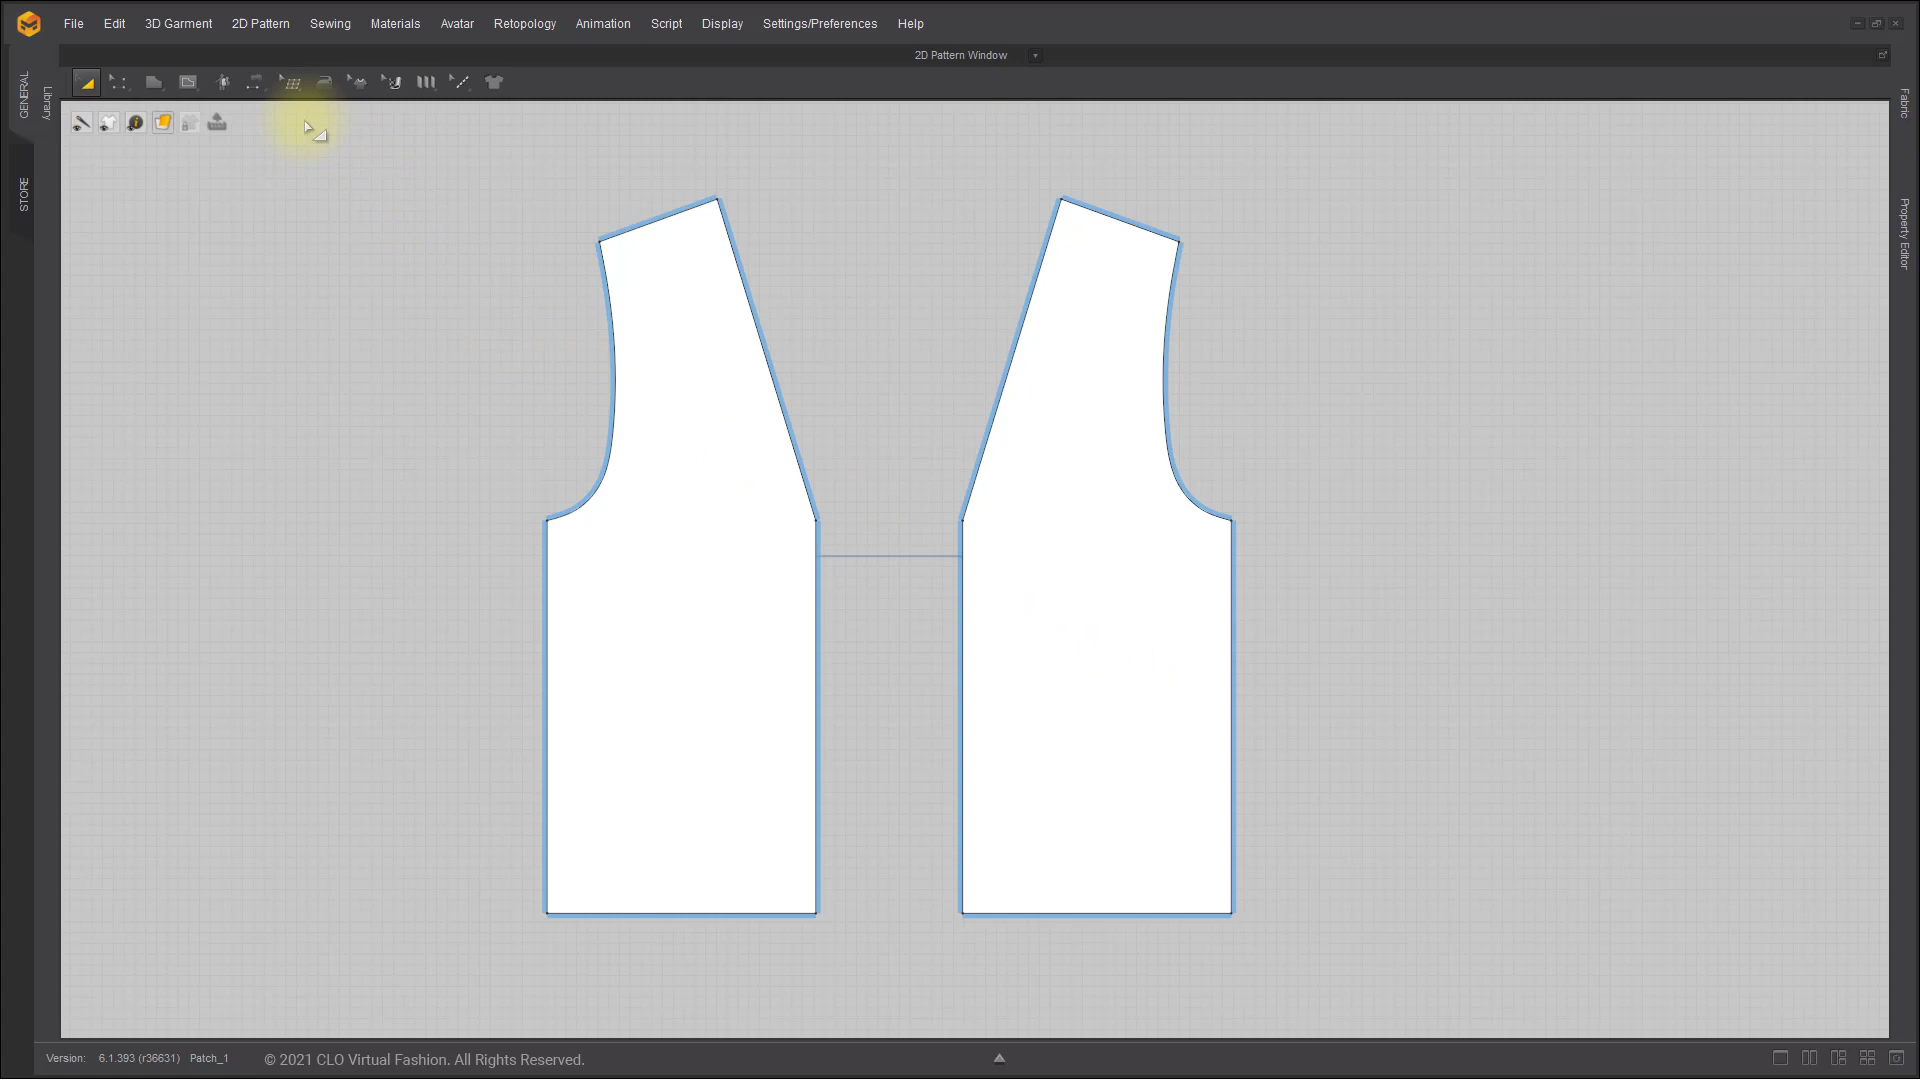 File Edit 3D Garment 2D Pattern Sewing Materials Avatar Retopology Animation Script Display Settings/Preferences Help
2D Pattern Window
GENERAL
Library
STORE
Fabric
Property Editor
Version: 6.1.393 (r36631) Patch_1 © 2021 CLO Virtual Fashion. All Rights Reserved.